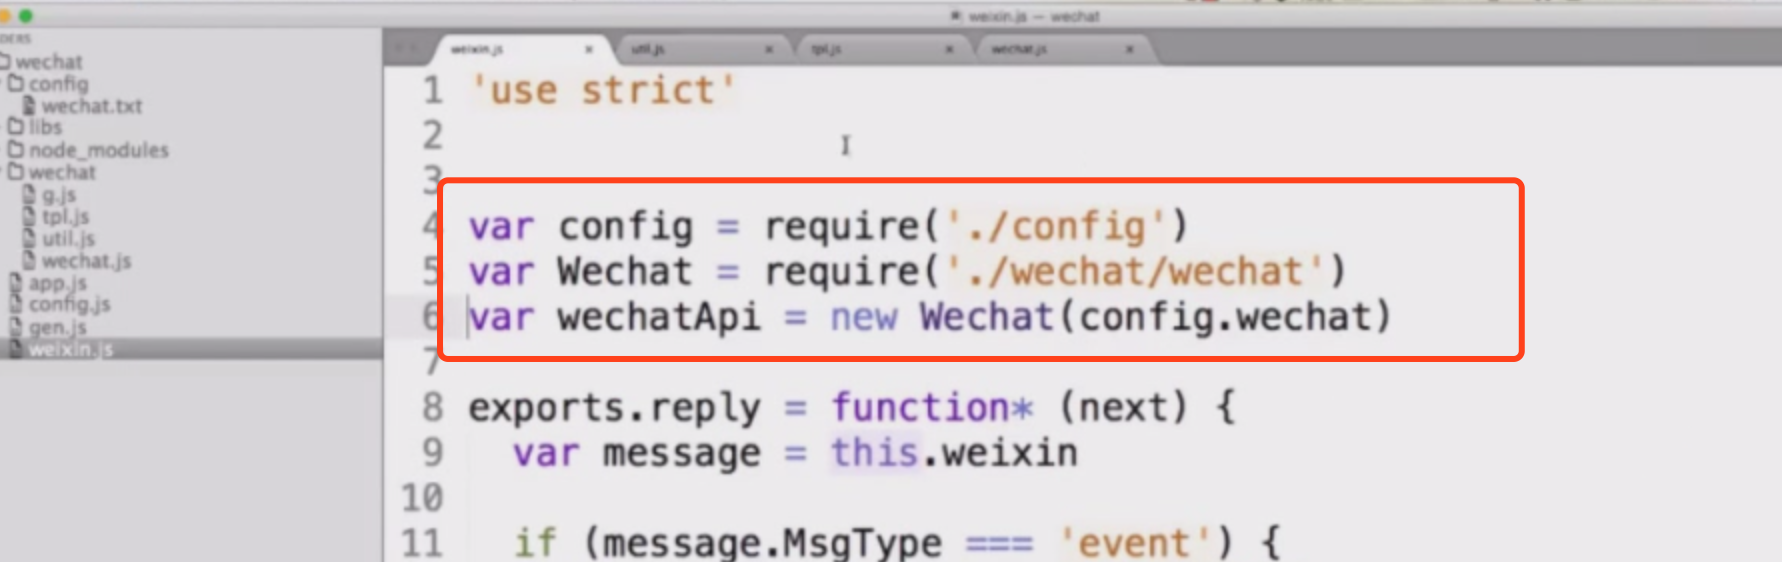 weixin.js — wechat
DERS
wechat
config
wechat.txt
libs
node_modules
wechat
g.js
tpl.js
util.js
wechat.js
app.js
config.js
gen.js
weixin.js
weixin.js × util.js × tpl.js × wechat.js ×
1 'use strict'
2
3
4 var config = require('./config')
5 var Wechat = require('./wechat/wechat')
6 var wechatApi = new Wechat(config.wechat)
7
8 exports.reply = function* (next) {
9 var message = this.weixin
10
11 if (message.MsgType === 'event') {